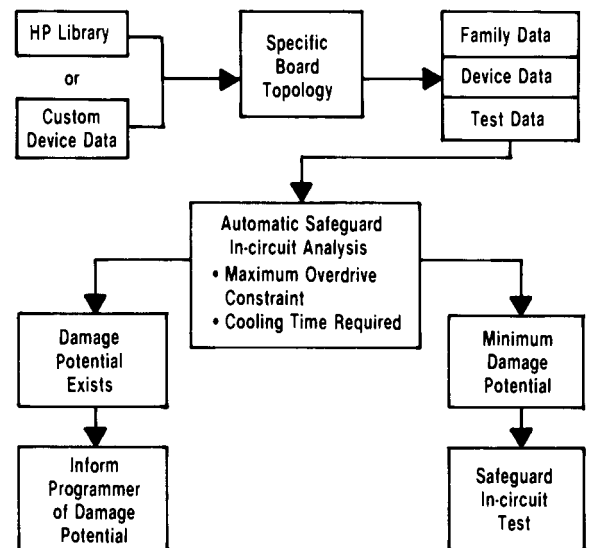 HP Library
or
Custom
Device Data
Specific
Board
Topology
Family Data
Device Data
Test Data
Automatic Safeguard
In-circuit Analysis
• Maximum Overdrive
Constraint
• Cooling Time Required
Damage
Potential
Exists
Minimum
Damage
Potential
Inform
Programmer
of Damage
Potential
Safeguard
In-circuit
Test